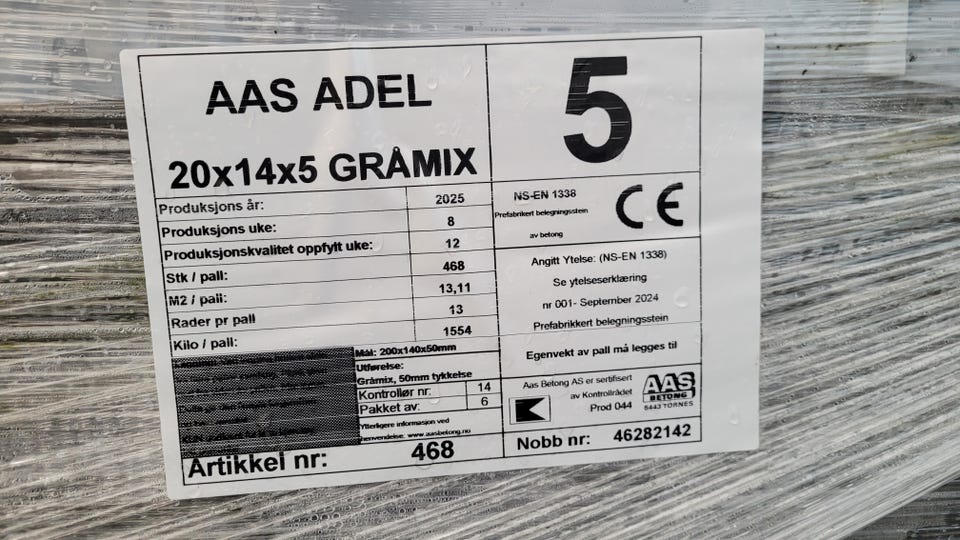 AAS ADEL
20x14x5 GRÅMIX
5
Produksjons år: 2025
Produksjons uke: 8
Produksjonskvalitet oppfylt uke: 12
Stk / pall: 468
M2 / pall: 13,11
Rader pr pall 13
Kilo / pall: 1554
NS-EN 1338
Prefabrikert belegningsstein
av betong
CE
Angitt Ytelse: (NS-EN 1338)
Se ytelseserklæring
nr 001- September 2024
Prefabrikkert belegningsstein
Egenvekt av pall må legges til
Mål: 200x140x50mm
Utførelse:
Gråmix, 50mm tykkelse
Kontrollør nr: 14
Pakket av: 6
Ytterligere informasjon ved
henvendelse: www.aasbetong.no
Aas Betong AS er sertifisert
av Kontrollrådet
Prod 044
AAS
BETONG
6443 TORNES
Artikkel nr: 468
Nobb nr: 46282142